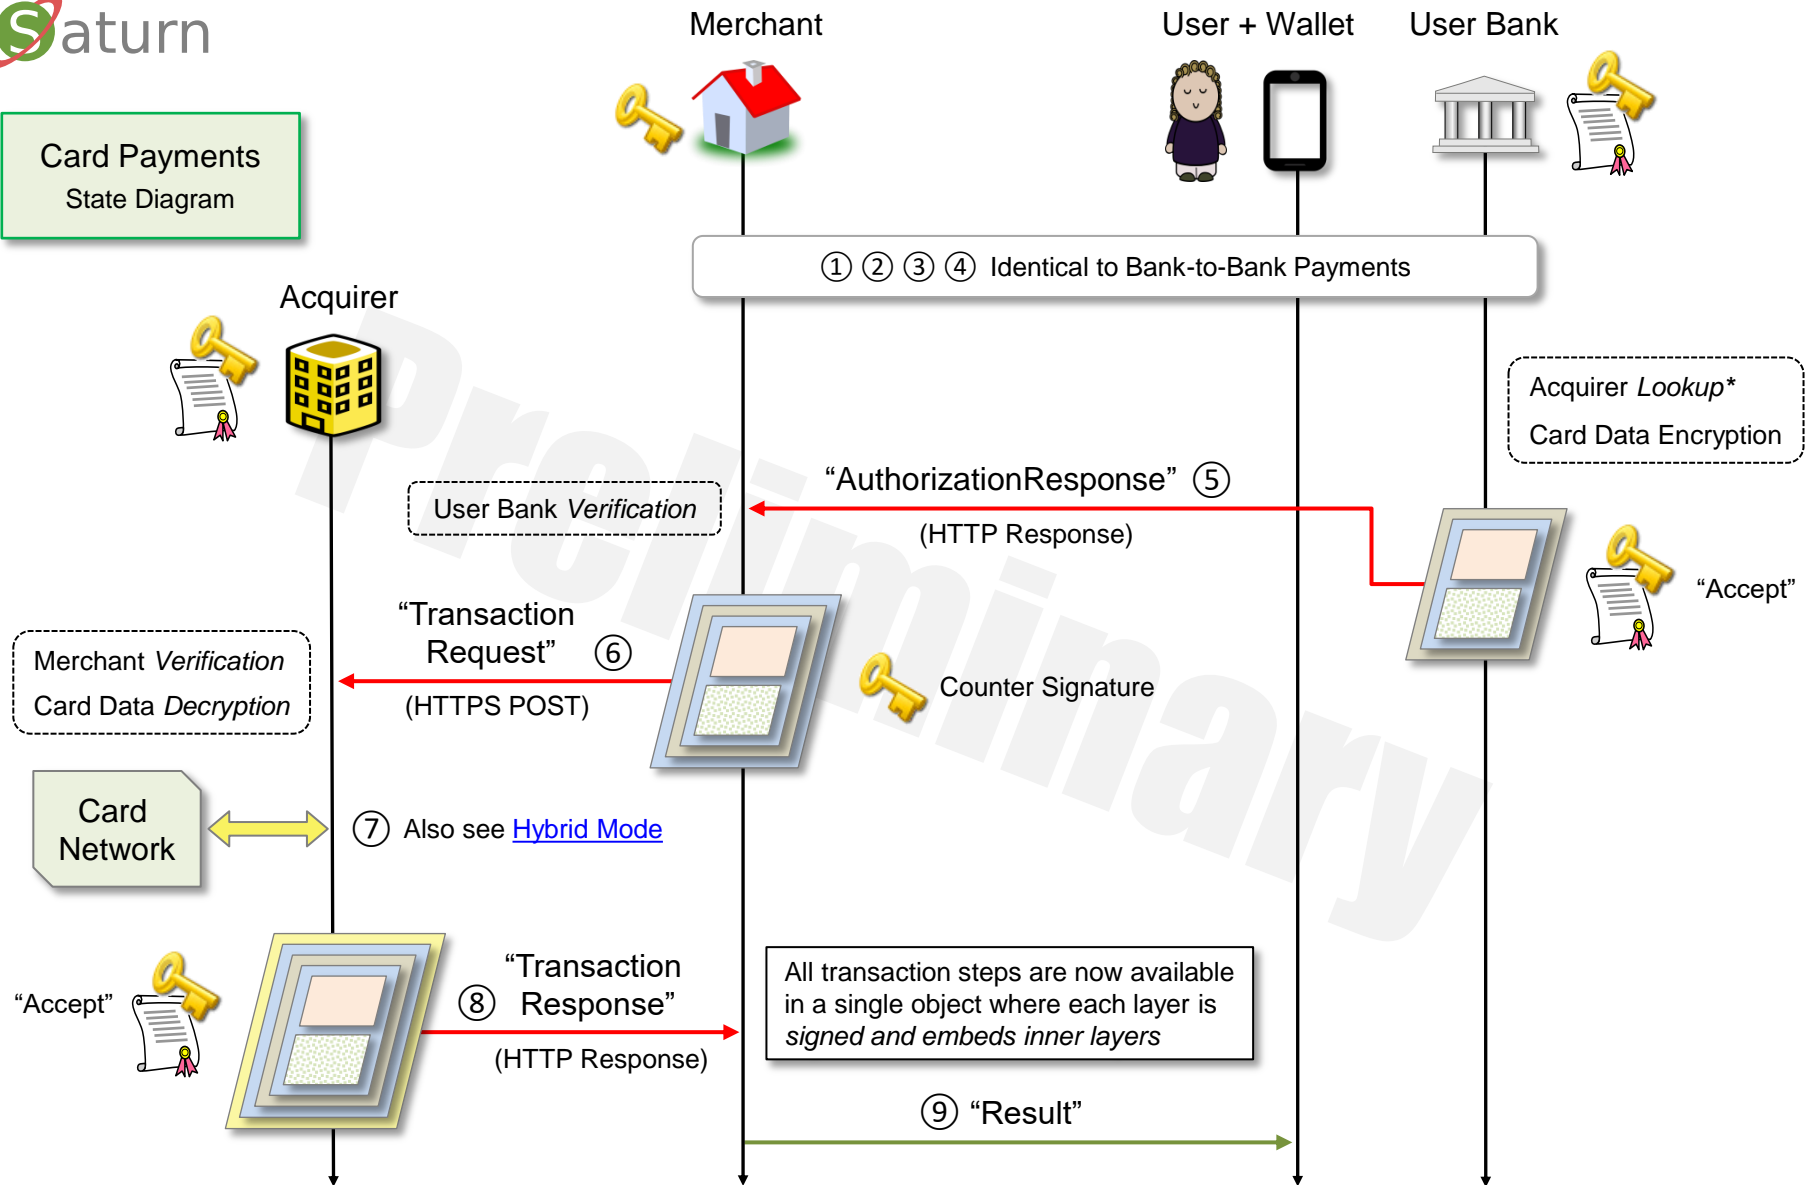 Saturn
Merchant
User + Wallet
User Bank
Card Payments
State Diagram
① ② ③ ④ Identical to Bank-to-Bank Payments
Acquirer
Acquirer Lookup*
Card Data Encryption
“AuthorizationResponse” ⑤
User Bank Verification
(HTTP Response)
“Accept”
“Transaction
Request” ⑥
Merchant Verification
Card Data Decryption
(HTTPS POST)
Counter Signature
Card
Network
⑦ Also see Hybrid Mode
“Accept”
“Transaction
⑧ Response”
(HTTP Response)
All transaction steps are now available
in a single object where each layer is
signed and embeds inner layers
⑨ “Result”
Preliminary